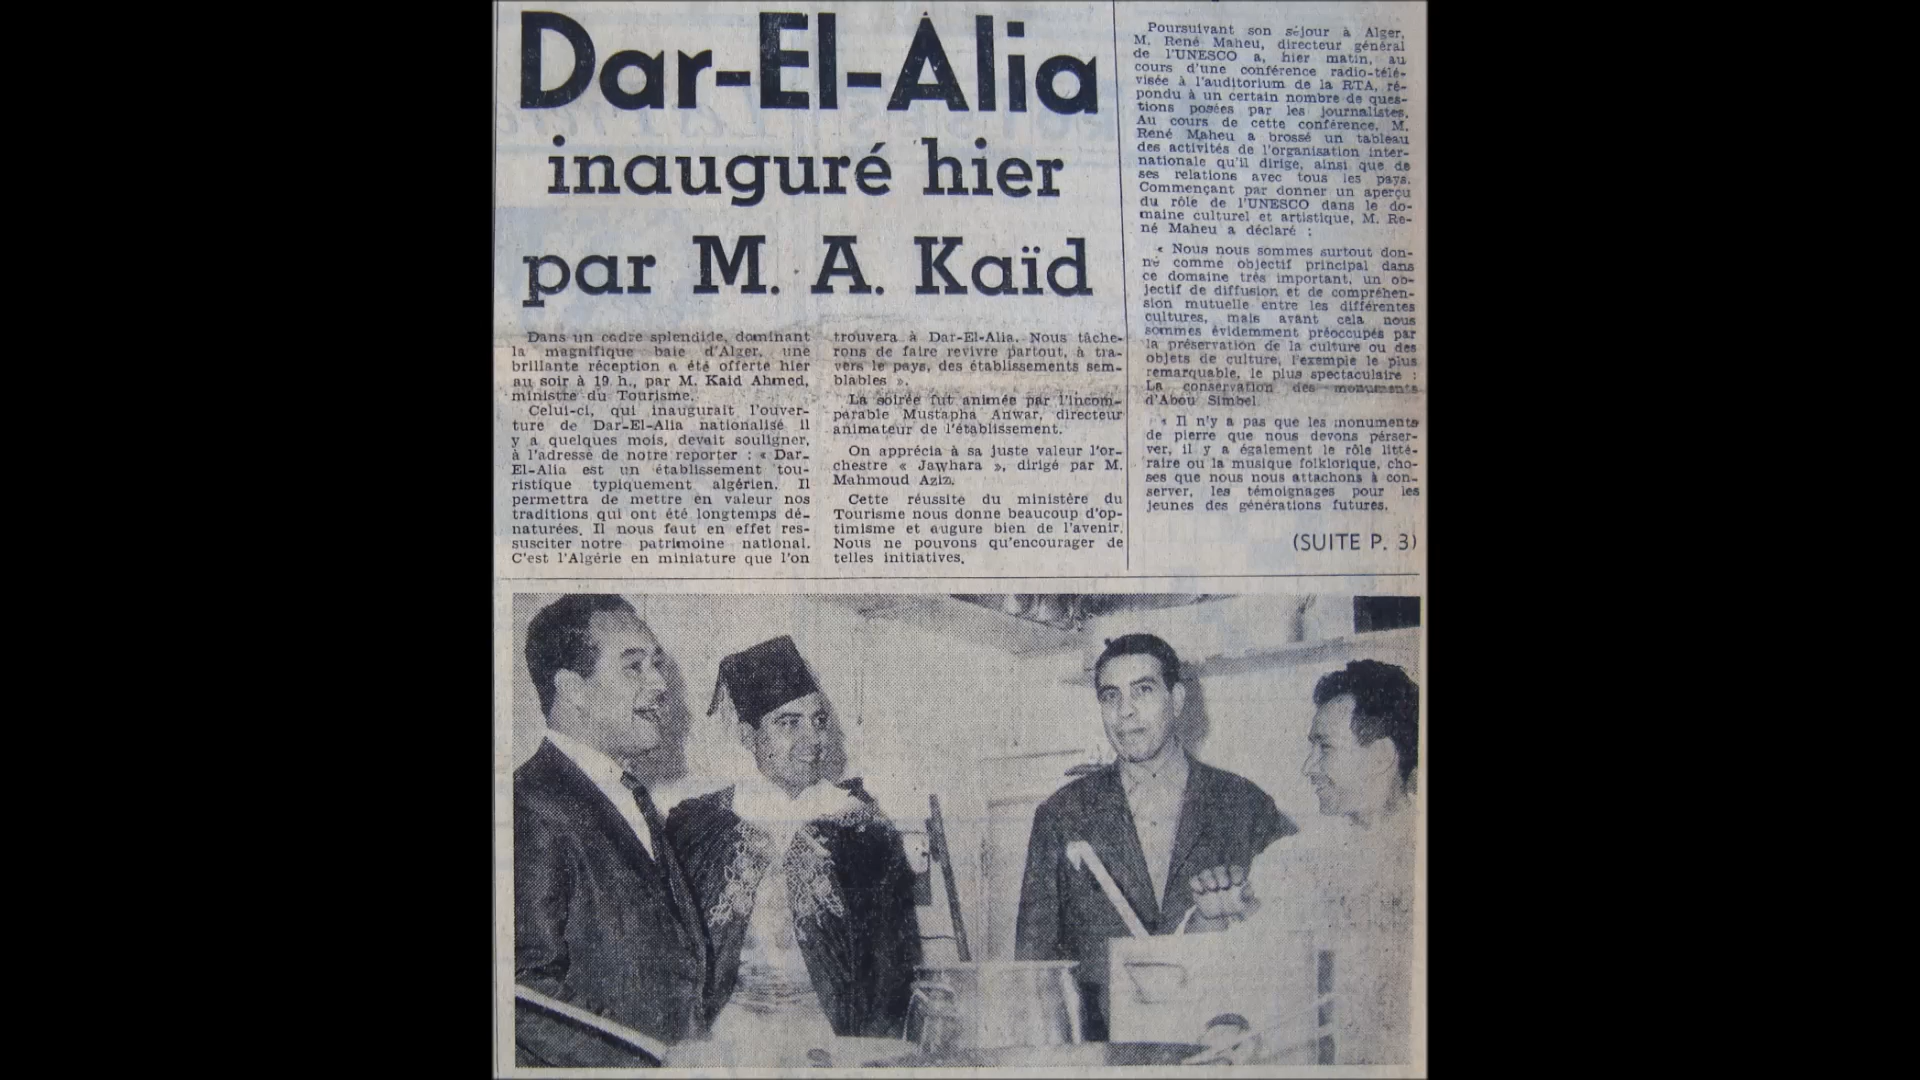 Dar-El-Alia
inauguré hier
par M. A. Kaïd
Dans un cadre splendide, dominant
la magnifique baie d'Alger, une
brillante réception a été offerte hier
au soir à 19 h., par M. Kaid Ahmed,
ministre du Tourisme.
Celui-ci, qui inaugurait l'ouver-
ture de Dar-El-Alia nationalisé il
y a quelques mois, devait souligner,
à l'adresse de notre reporter : « Dar-
El-Alia est un établissement tou-
ristique typiquement algérien. Il
permettra de mettre en valeur nos
traditions qui ont été longtemps dé-
naturées. Il nous faut en effet res-
susciter notre patrimoine national.
C'est l'Algérie en miniature que l'on
trouvera à Dar-El-Alia. Nous tâche-
rons de faire revivre partout, à tra-
vers le pays, des établissements sem-
blables ».
La soirée fut animée par l'incom-
parable Mustapha Anwar, directeur
animateur de l'établissement.
On apprécia à sa juste valeur l'or-
chestre « Jawhara », dirigé par M.
Mahmoud Aziz.
Cette réussite du ministère du
Tourisme nous donne beaucoup d'op-
timisme et augure bien de l'avenir.
Nous ne pouvons qu'encourager de
telles initiatives.
Poursuivant son séjour à Alger,
M. René Maheu, directeur général
de l'UNESCO a, hier matin, au
cours d'une conférence radio-télé-
visée à l'auditorium de la RTA, ré-
pondu à un certain nombre de ques-
tions posées par les journalistes.
Au cours de cette conférence, M.
René Maheu a brossé un tableau
des activités de l'organisation inter-
nationale qu'il dirige, ainsi que de
ses relations avec tous les pays.
Commençant par donner un aperçu
du rôle de l'UNESCO dans le do-
maine culturel et artistique, M. Re-
né Maheu a déclaré :
« Nous nous sommes surtout don-
né comme objectif principal dans
ce domaine très important, un ob-
jectif de diffusion et de compréhen-
sion mutuelle entre les différentes
cultures, mais avant cela nous
sommes évidemment préoccupés par
la préservation de la culture ou des
objets de culture, l'exemple le plus
remarquable, le plus spectaculaire :
La conservation des monuments
d'Abou Simbel.
« Il n'y a pas que les monuments
de pierre que nous devons pérser-
ver, il y a également le rôle litté-
raire ou la musique folklorique, cho-
ses que nous nous attachons à con-
server, les témoignages pour les
jeunes des générations futures.
(SUITE P. 3)